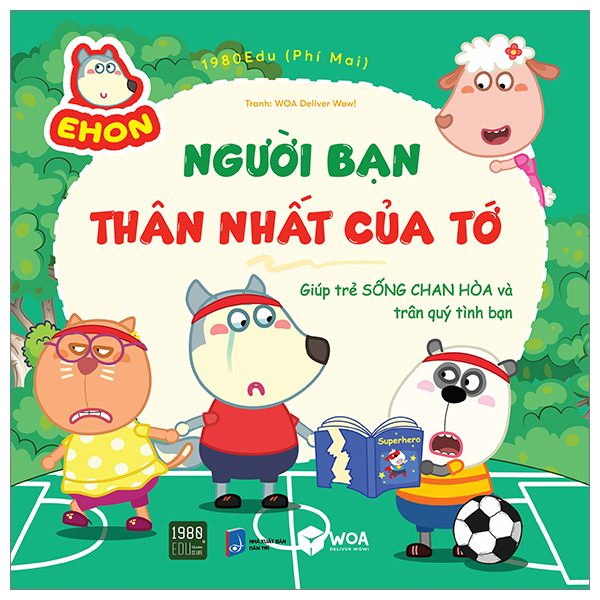 1980Edu (Phí Mai)
Tranh: WOA Deliver Wow!
EHON
NGƯỜI BẠN
THÂN NHẤT CỦA TỚ
Giúp trẻ SỐNG CHAN HÒA và
trân quý tình bạn
Superhero
1980
EDU
NHÀ XUẤT BẢN
DÂN TRÍ
WOA
DELIVER WOW!